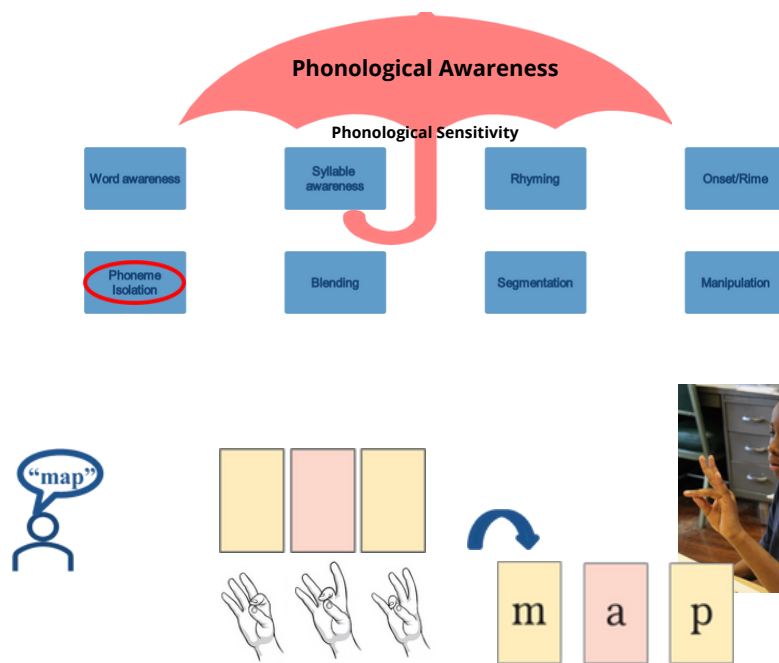 Phonological Awareness
Phonological Sensitivity
Word awareness
Syllable
awareness
Rhyming
Onset/Rime
Phoneme
Isolation
Blending
Segmentation
Manipulation
“map”
m
a
p